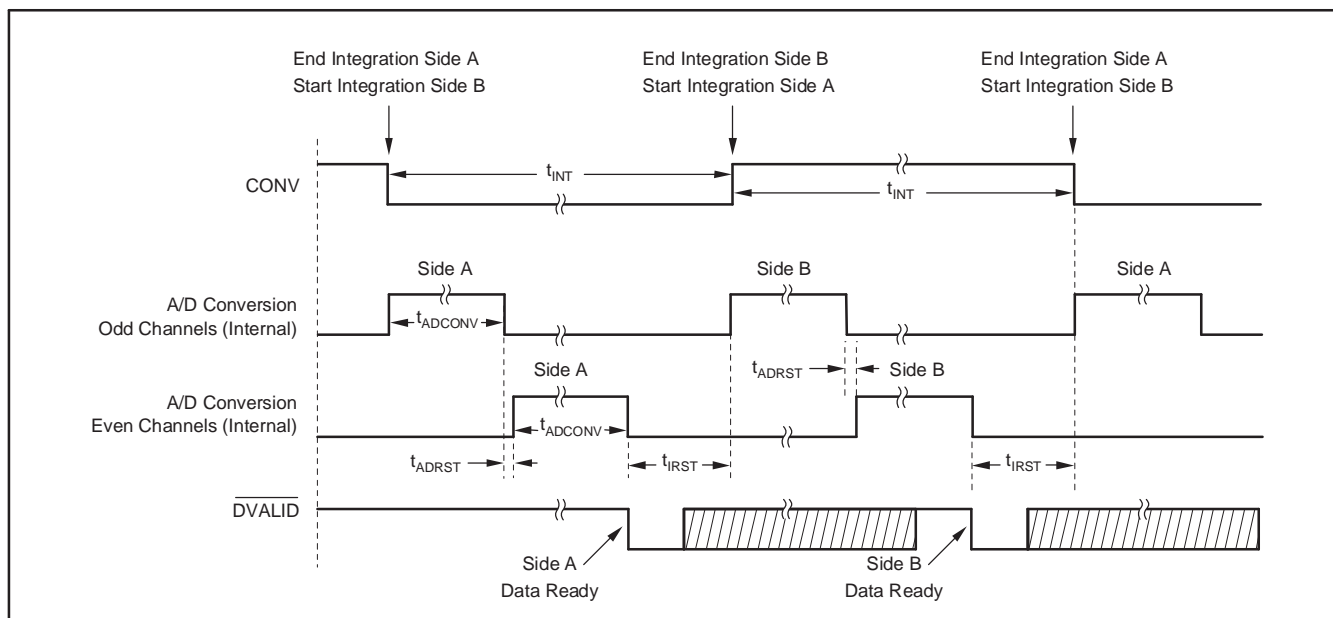 End Integration Side A
Start Integration Side B
End Integration Side B
Start Integration Side A
End Integration Side A
Start Integration Side B
CONV
tINT
tINT
Side A
Side B
Side A
A/D Conversion
Odd Channels (Internal)
tADCONV
tADRST
Side A
Side B
A/D Conversion
Even Channels (Internal)
tADCONV
tADRST
tIRST
tIRST
DVALID
Side A
Data Ready
Side B
Data Ready